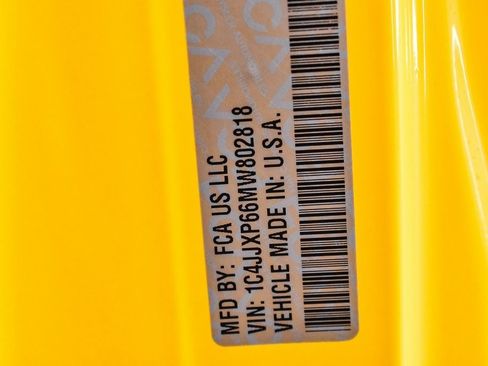 MFD BY: FCA US LLC
VIN: 1C4JJXP66MW802818
VEHICLE MADE IN: U.S.A.